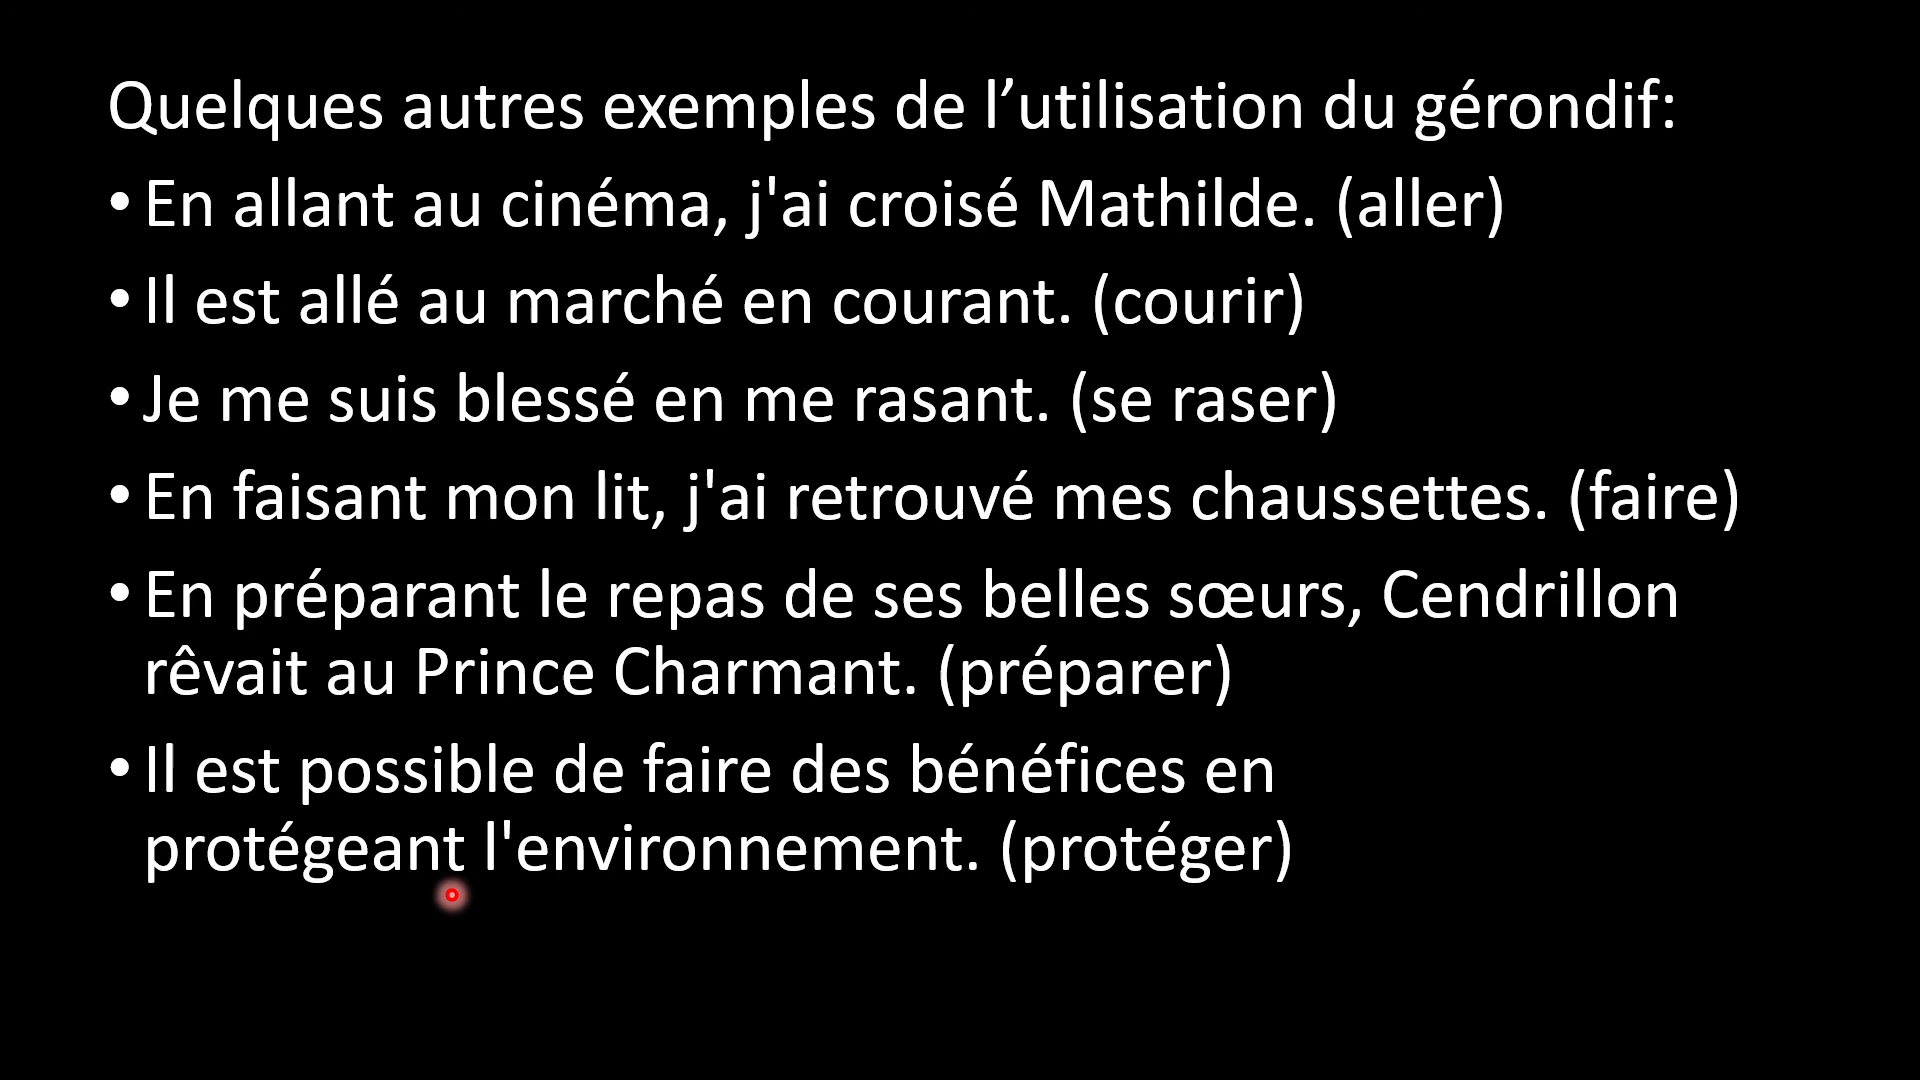 Quelques autres exemples de l’utilisation du gérondif:
• En allant au cinéma, j'ai croisé Mathilde. (aller)
• Il est allé au marché en courant. (courir)
• Je me suis blessé en me rasant. (se raser)
• En faisant mon lit, j'ai retrouvé mes chaussettes. (faire)
• En préparant le repas de ses belles sœurs, Cendrillon
rêvait au Prince Charmant. (préparer)
• Il est possible de faire des bénéfices en
protégeant l'environnement. (protéger)